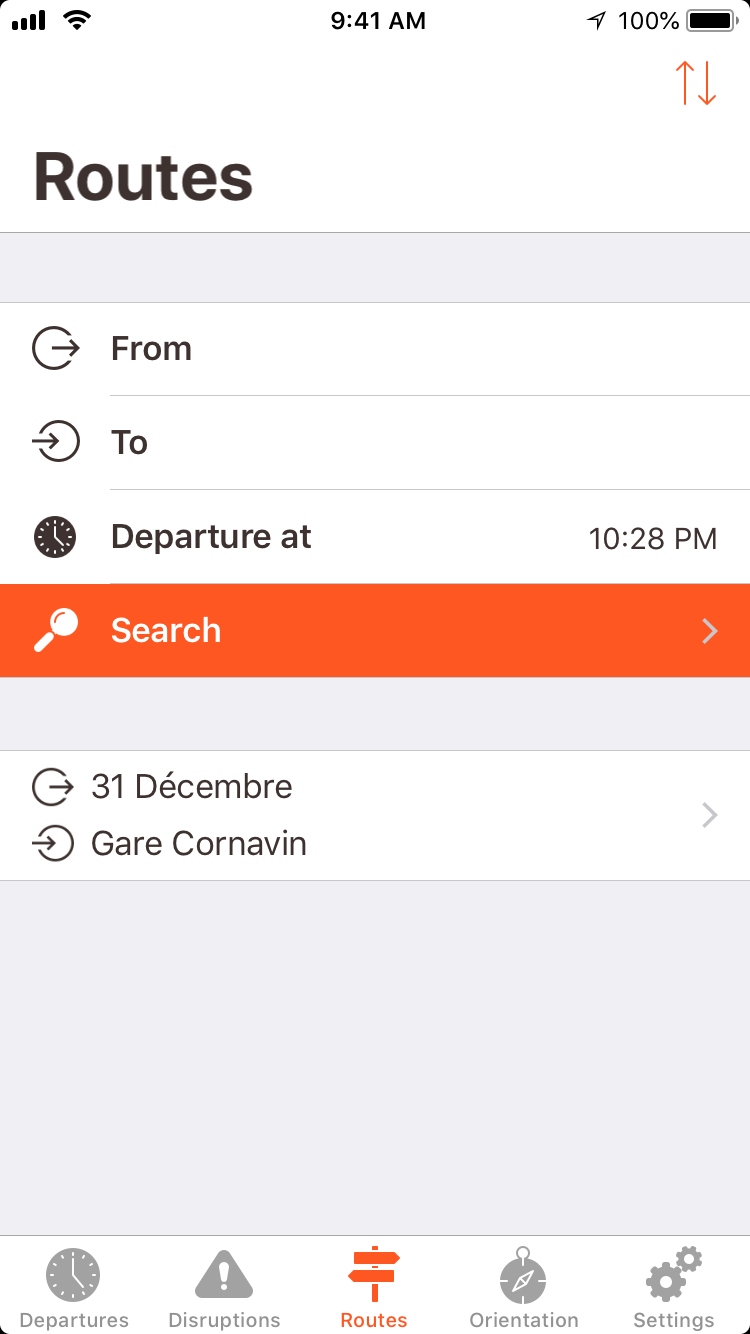 9:41 AM 100%
Routes
From
To
Departure at 10:28 PM
Search
31 Décembre
Gare Cornavin
Departures Disruptions Routes Orientation Settings